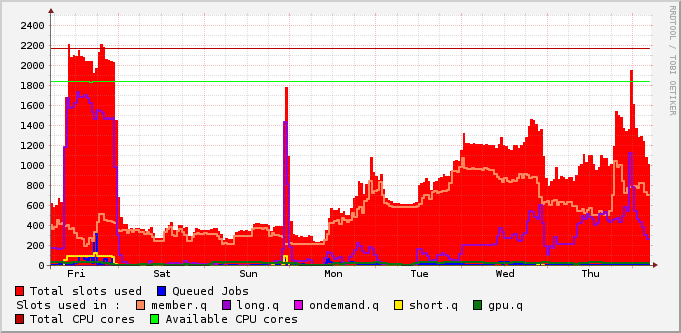 2400
2200
2000
1800
1600
1400
1200
1000
800
600
400
200
0
Fri Sat Sun Mon Tue Wed Thu
Total slots used Queued Jobs
Slots used in : member.q long.q ondemand.q short.q gpu.q
Total CPU cores Available CPU cores
RRDTOOL / TOBI OETIKER